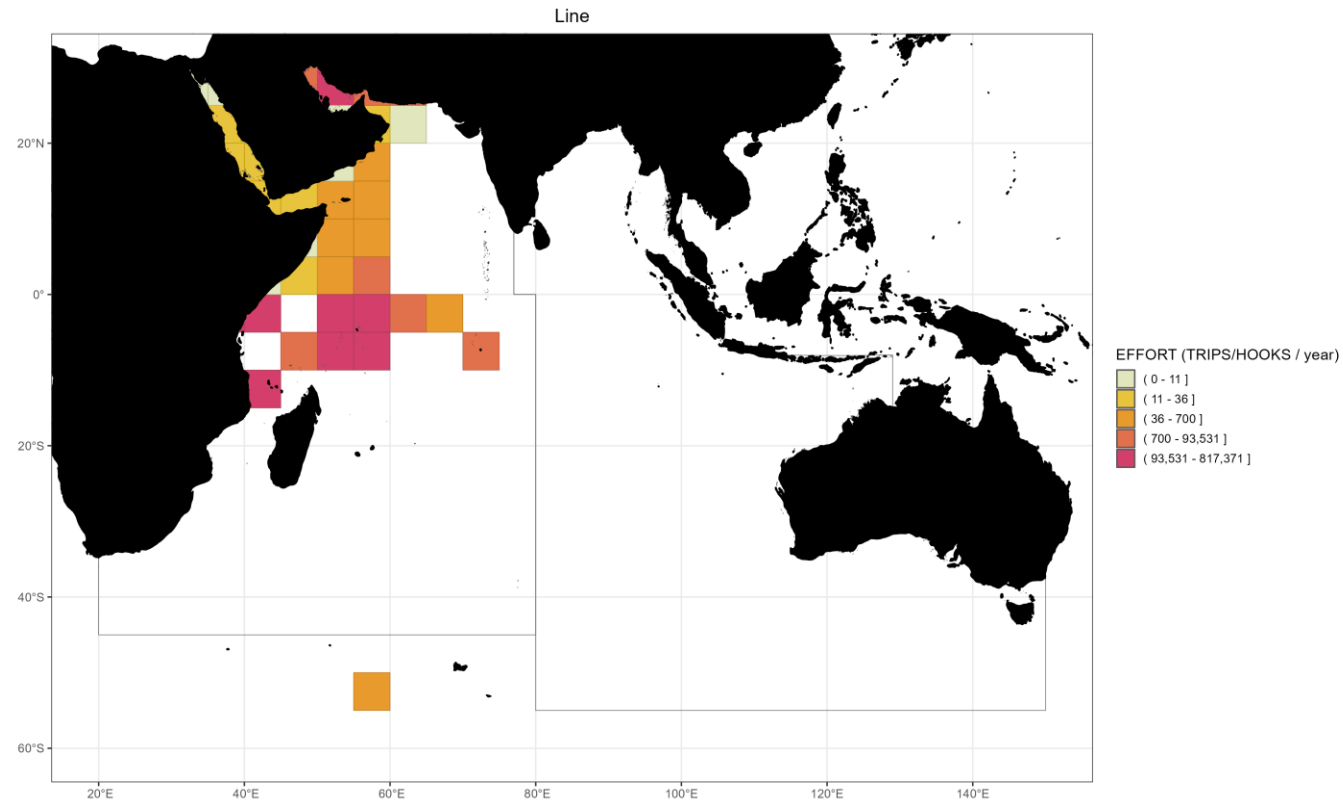 Line
20°N
0°
20°S
40°S
60°S
20°E
40°E
60°E
80°E
100°E
120°E
140°E
EFFORT (TRIPS/HOOKS / year)
( 0 - 11 ]
( 11 - 36 ]
( 36 - 700 ]
( 700 - 93,531 ]
( 93,531 - 817,371 ]